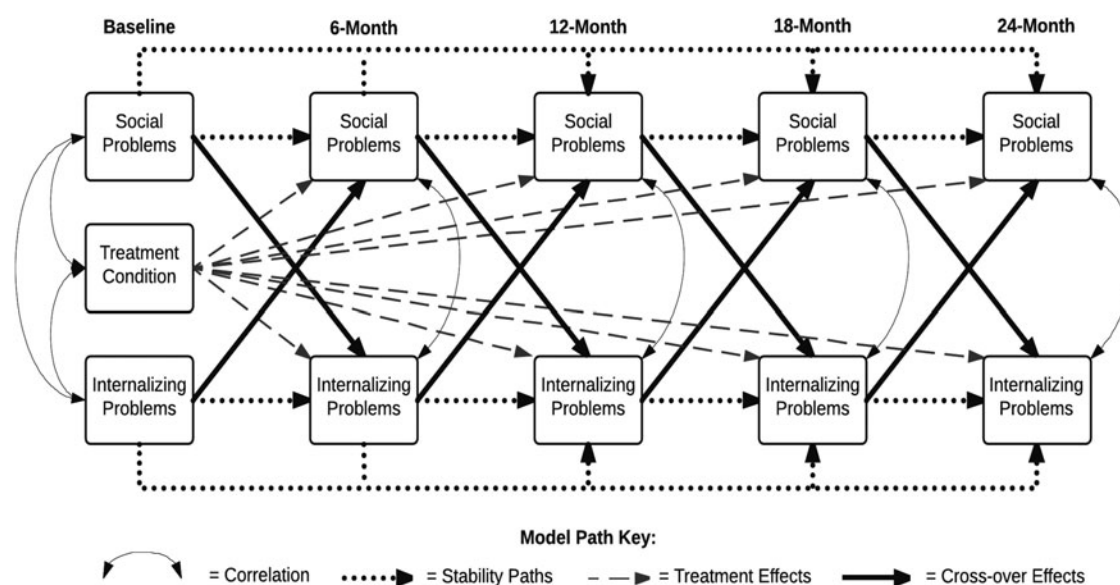 Baseline 6-Month 12-Month 18-Month 24-Month
Social
Problems
Social
Problems
Social
Problems
Social
Problems
Social
Problems
Treatment
Condition
Internalizing
Problems
Internalizing
Problems
Internalizing
Problems
Internalizing
Problems
Internalizing
Problems
Model Path Key:
= Correlation = Stability Paths = Treatment Effects = Cross-over Effects